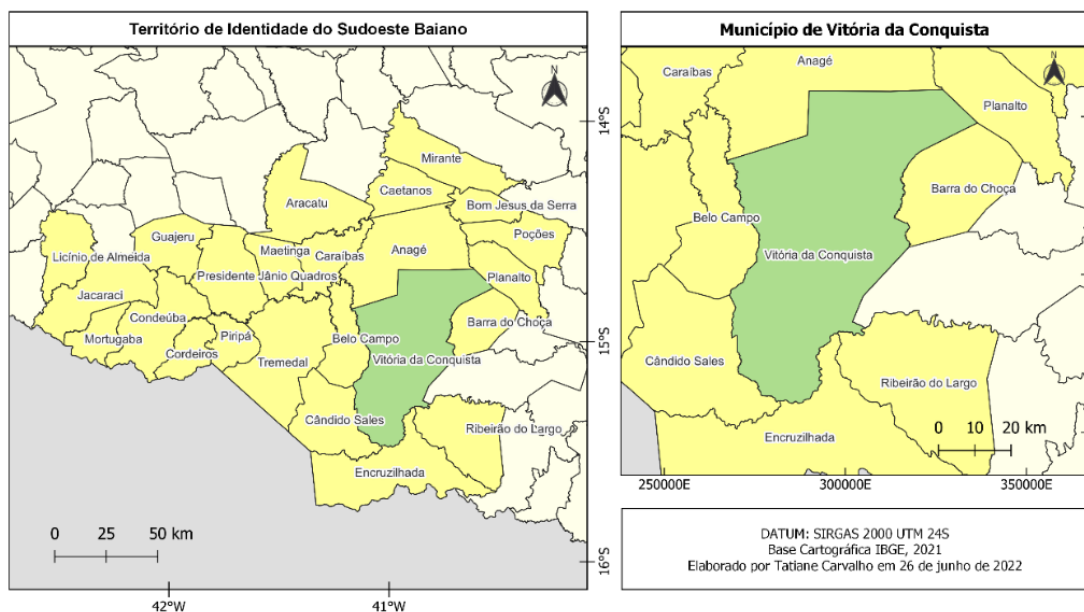 Território de Identidade do Sudoeste Baiano
N
14°S
Mirante
Caetanos
Aracatu
Bom Jesus da Serra
Guajeru
Poções
Maetinga
Anagé
Licínio de Almeida
Caraíbas
Presidente Jânio Quadros
Planalto
Jacaraci
Condeúba
Barra do Choça
Piripá
Mortugaba
Belo Campo
15°S
Cordeiros
Tremedal
Vitória da Conquista
Cândido Sales
Ribeirão do Largo
Encruzilhada
0 25 50 km
16°S
42°W 41°W
Município de Vitória da Conquista
Anagé
Caraíbas
N
Planalto
Barra do Choça
Belo Campo
Vitória da Conquista
Cândido Sales
Ribeirão do Largo
0 10 20 km
Encruzilhada
250000E 300000E 350000E
DATUM: SIRGAS 2000 UTM 24S
Base Cartográfica IBGE, 2021
Elaborado por Tatiane Carvalho em 26 de junho de 2022